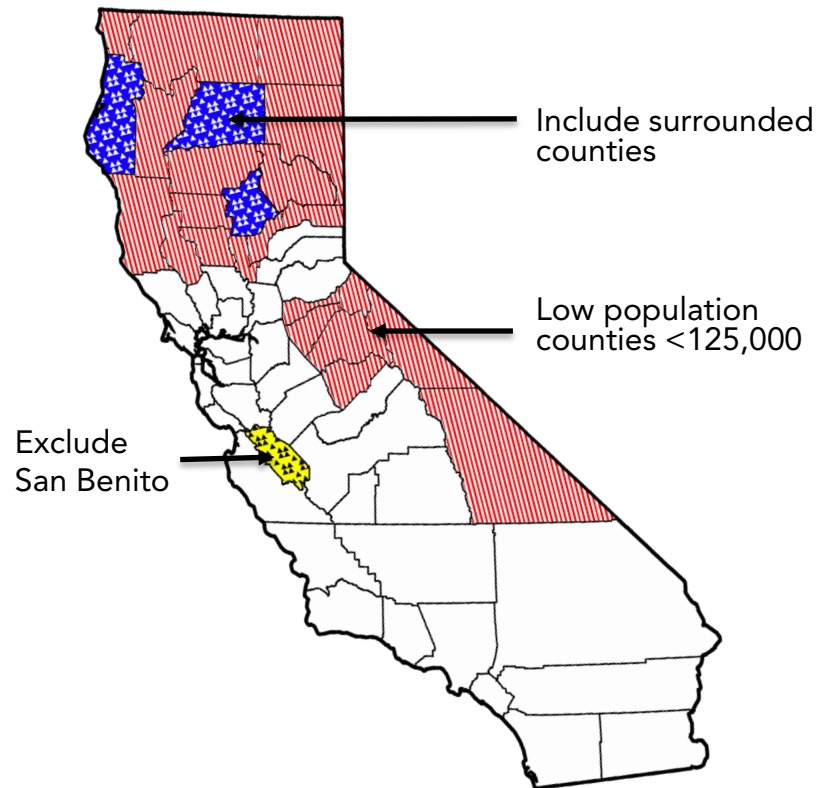 Include surrounded
counties
Low population
counties <125,000
Exclude
San Benito